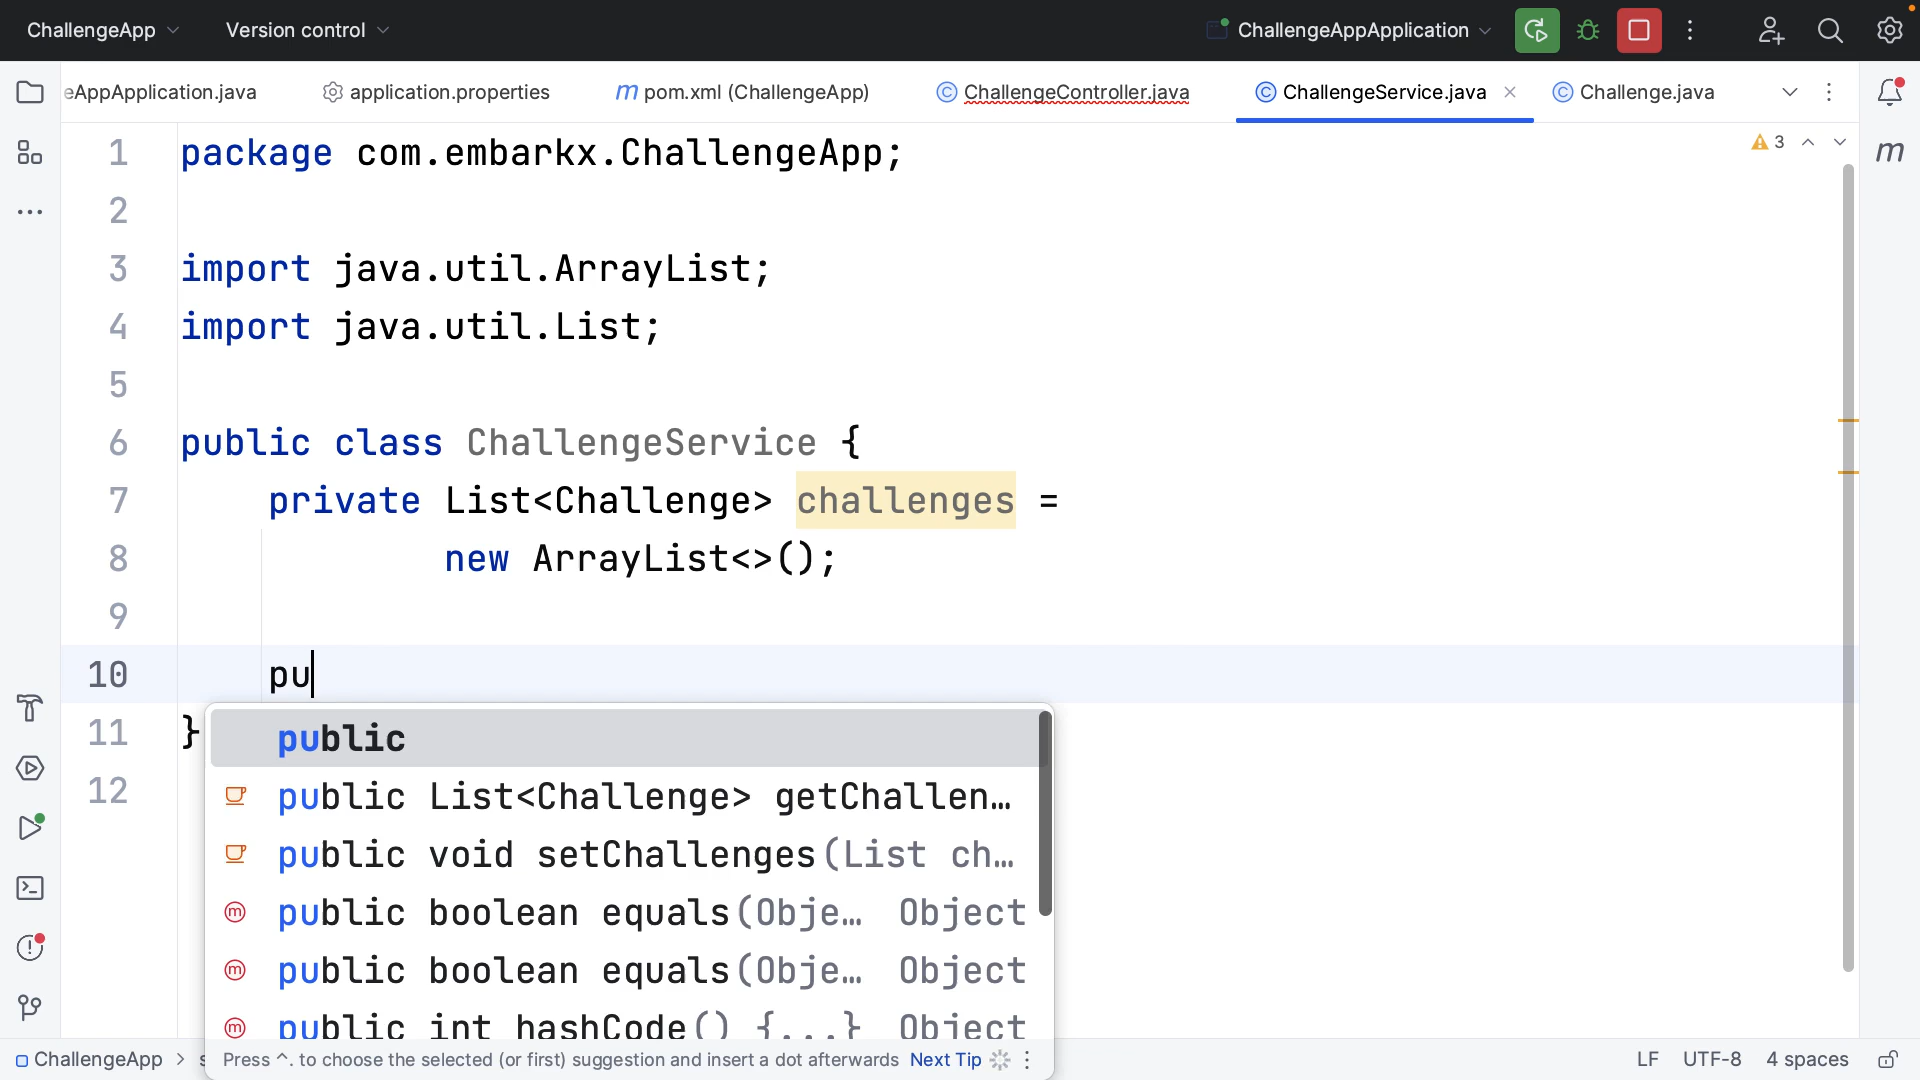 ChallengeApp Version control ChallengeAppApplication
eAppApplication.java application.properties m pom.xml (ChallengeApp) © ChallengeController.java © ChallengeService.java © Challenge.java
1 package com.embarkx.ChallengeApp; 3
2 m
3 import java.util.ArrayList;
4 import java.util.List;
5
6 public class ChallengeService {
7 private List<Challenge> challenges =
8 new ArrayList<>();
9
10 pu
11 }
public
12
public List<Challenge> getChallen…
public void setChallenges(List ch…
m public boolean equals(Obje… Object
m public boolean equals(Obje… Object
m public int hashCode() {...} Object
ChallengeApp > s Press ^. to choose the selected (or first) suggestion and insert a dot afterwards Next Tip LF UTF-8 4 spaces